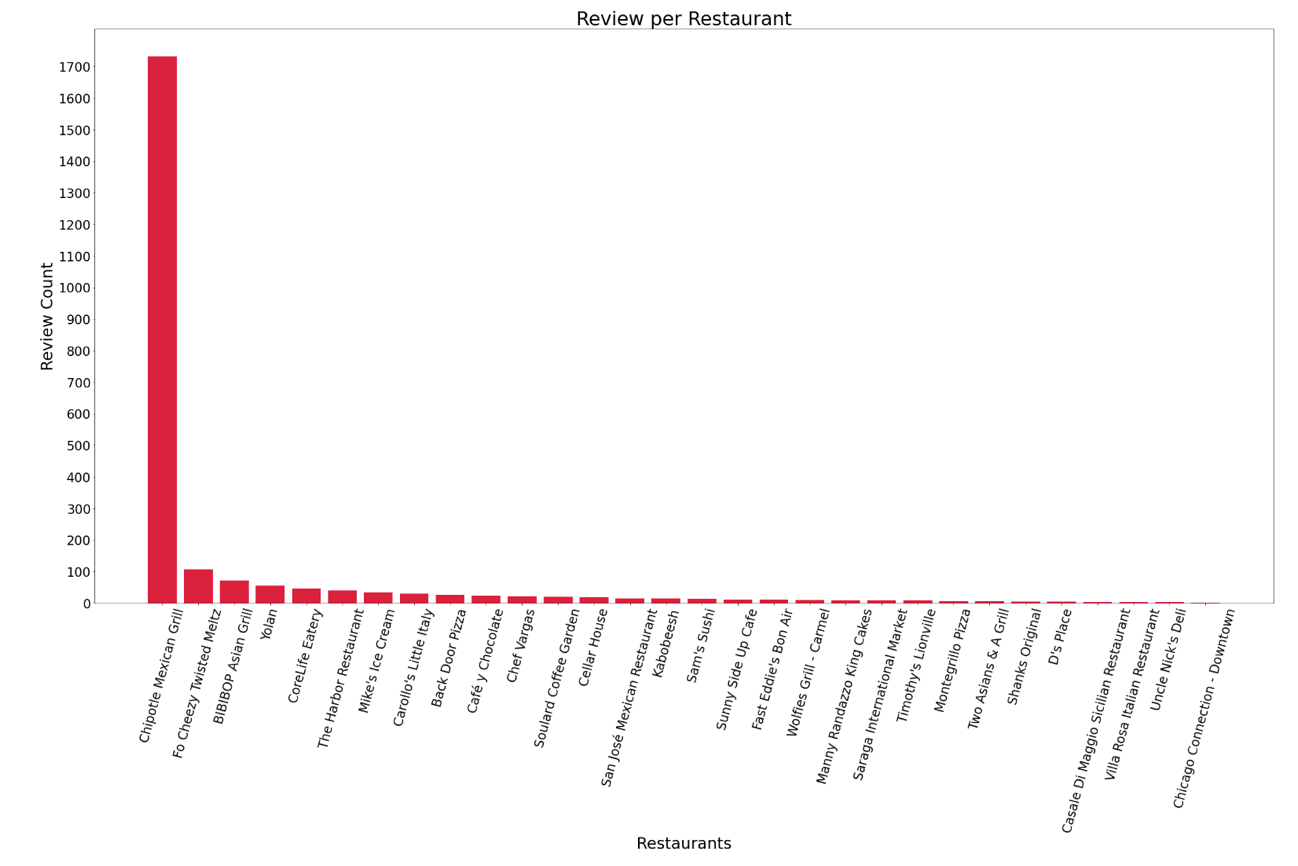 Review per Restaurant
Review Count
1700
1600
1500
1400
1300
1200
1100
1000
900
800
700
600
500
400
300
200
100
0
Chipotle Mexican Grill
Fo Cheezy Twisted Meltz
BIBIBOP Asian Grill
Yolan
CoreLife Eatery
The Harbor Restaurant
Mike's Ice Cream
Carollo's Little Italy
Back Door Pizza
Café y Chocolate
Chef Vargas
Soulard Coffee Garden
Cellar House
San José Mexican Restaurant
Kabobeesh
Sam's Sushi
Sunny Side Up Cafe
Fast Eddie's Bon Air
Wolfies Grill - Carmel
Manny Randazzo King Cakes
Saraga International Market
Timothy's Lionville
Montegrillo Pizza
Two Asians & A Grill
Shanks Original
D's Place
Casale Di Maggio Sicilian Restaurant
Villa Rosa Italian Restaurant
Uncle Nick's Deli
Chicago Connection - Downtown
Restaurants